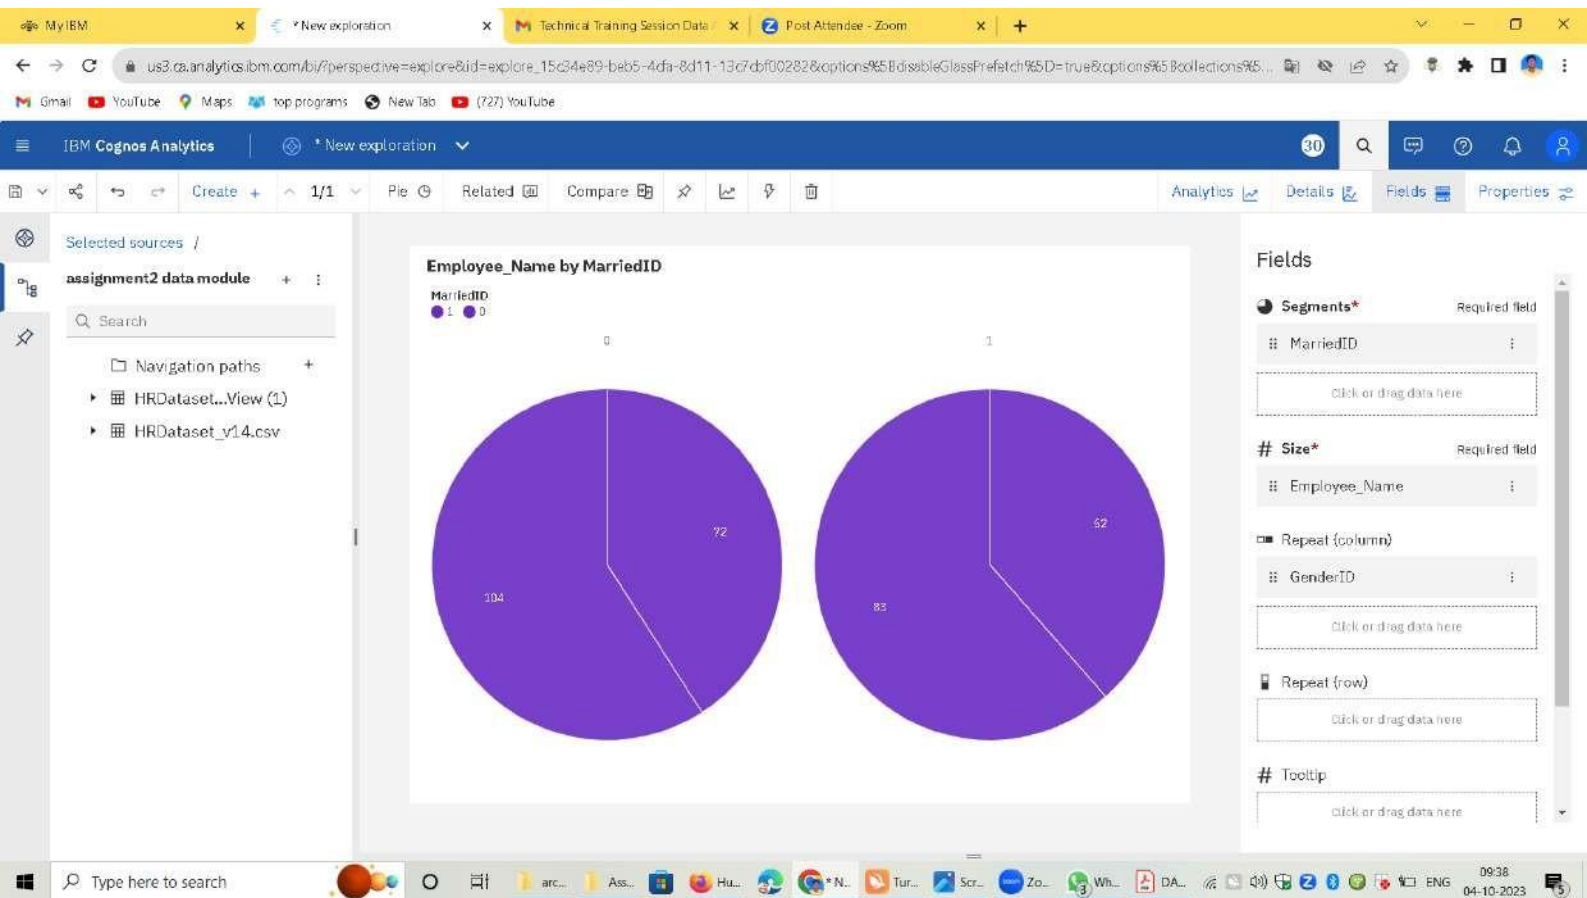 My IBM
* New exploration
Technical Training Session Data
Post Attendee - Zoom
us3.ca.analytics.ibm.com/bi/?perspective=explore&id=explore_15c34e89-beb5-4cfa-8d11-13c7cbf00282&options%5BdisableGlassPrefetch%5D=true&options%5Bcollections%5...
Gmail YouTube Maps top programs New Tab (727) YouTube
IBM Cognos Analytics * New exploration 30
Create + 1/1 Pie Related Compare Analytics Details Fields Properties
Selected sources /
assignment2 data module
Search
Navigation paths
HRDataset...View (1)
HRDataset_v14.csv
Employee_Name by MarriedID
MarriedID
1 0
0 1
72
104
62
83
Fields
Segments* Required field
MarriedID
Click or drag data here
# Size* Required field
Employee_Name
Repeat (column)
GenderID
Click or drag data here
Repeat (row)
Click or drag data here
# Tooltip
Click or drag data here
Type here to search
arc... Ass... Hu... * N... Tur... Scr... Zo... Wh... DA... ENG
09:38
04-10-2023